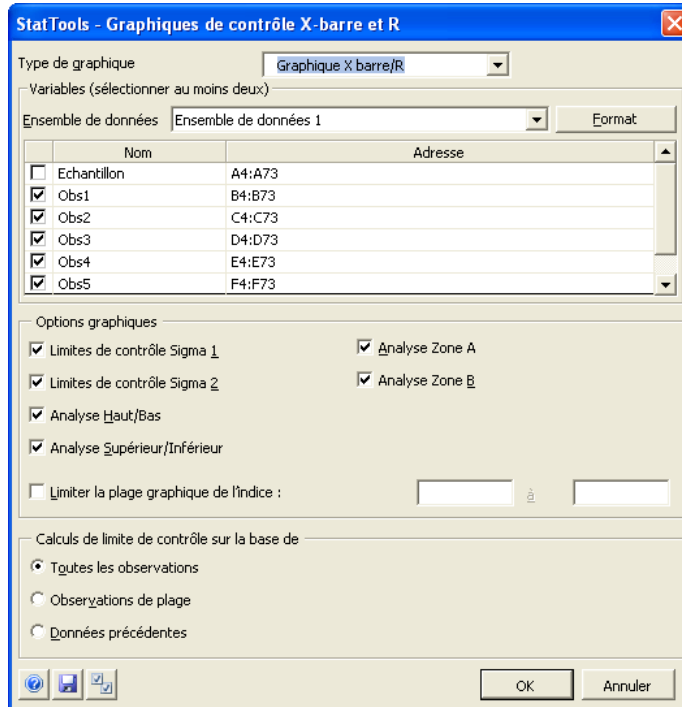 StatTools - Graphiques de contrôle X-barre et R
Type de graphique Graphique X barre/R
Variables (sélectionner au moins deux)
Ensemble de données Ensemble de données 1 Format
Nom Adresse
Echantillon A4:A73
Obs1 B4:B73
Obs2 C4:C73
Obs3 D4:D73
Obs4 E4:E73
Obs5 F4:F73
Options graphiques
Limites de contrôle Sigma 1 Analyse Zone A
Limites de contrôle Sigma 2 Analyse Zone B
Analyse Haut/Bas
Analyse Supérieur/Inférieur
Limiter la plage graphique de l'indice : à
Calculs de limite de contrôle sur la base de
Toutes les observations
Observations de plage
Données précédentes
OK Annuler